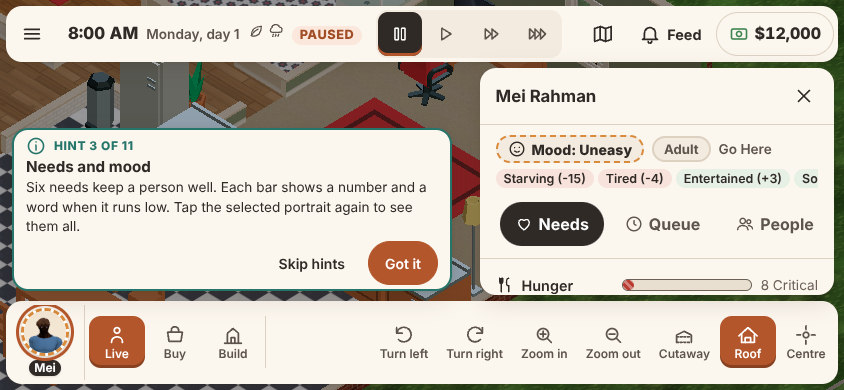 8:00 AM Monday, day 1 PAUSED Feed $12,000
Mei Rahman
Mood: Uneasy Adult Go Here
Starving (-15) Tired (-4) Entertained (+3) So
Needs Queue People
Hunger 8 Critical
HINT 3 OF 11
Needs and mood
Six needs keep a person well. Each bar shows a number and a
word when it runs low. Tap the selected portrait again to see
them all.
Skip hints Got it
Mei Live Buy Build Turn left Turn right Zoom in Zoom out Cutaway Roof Centre